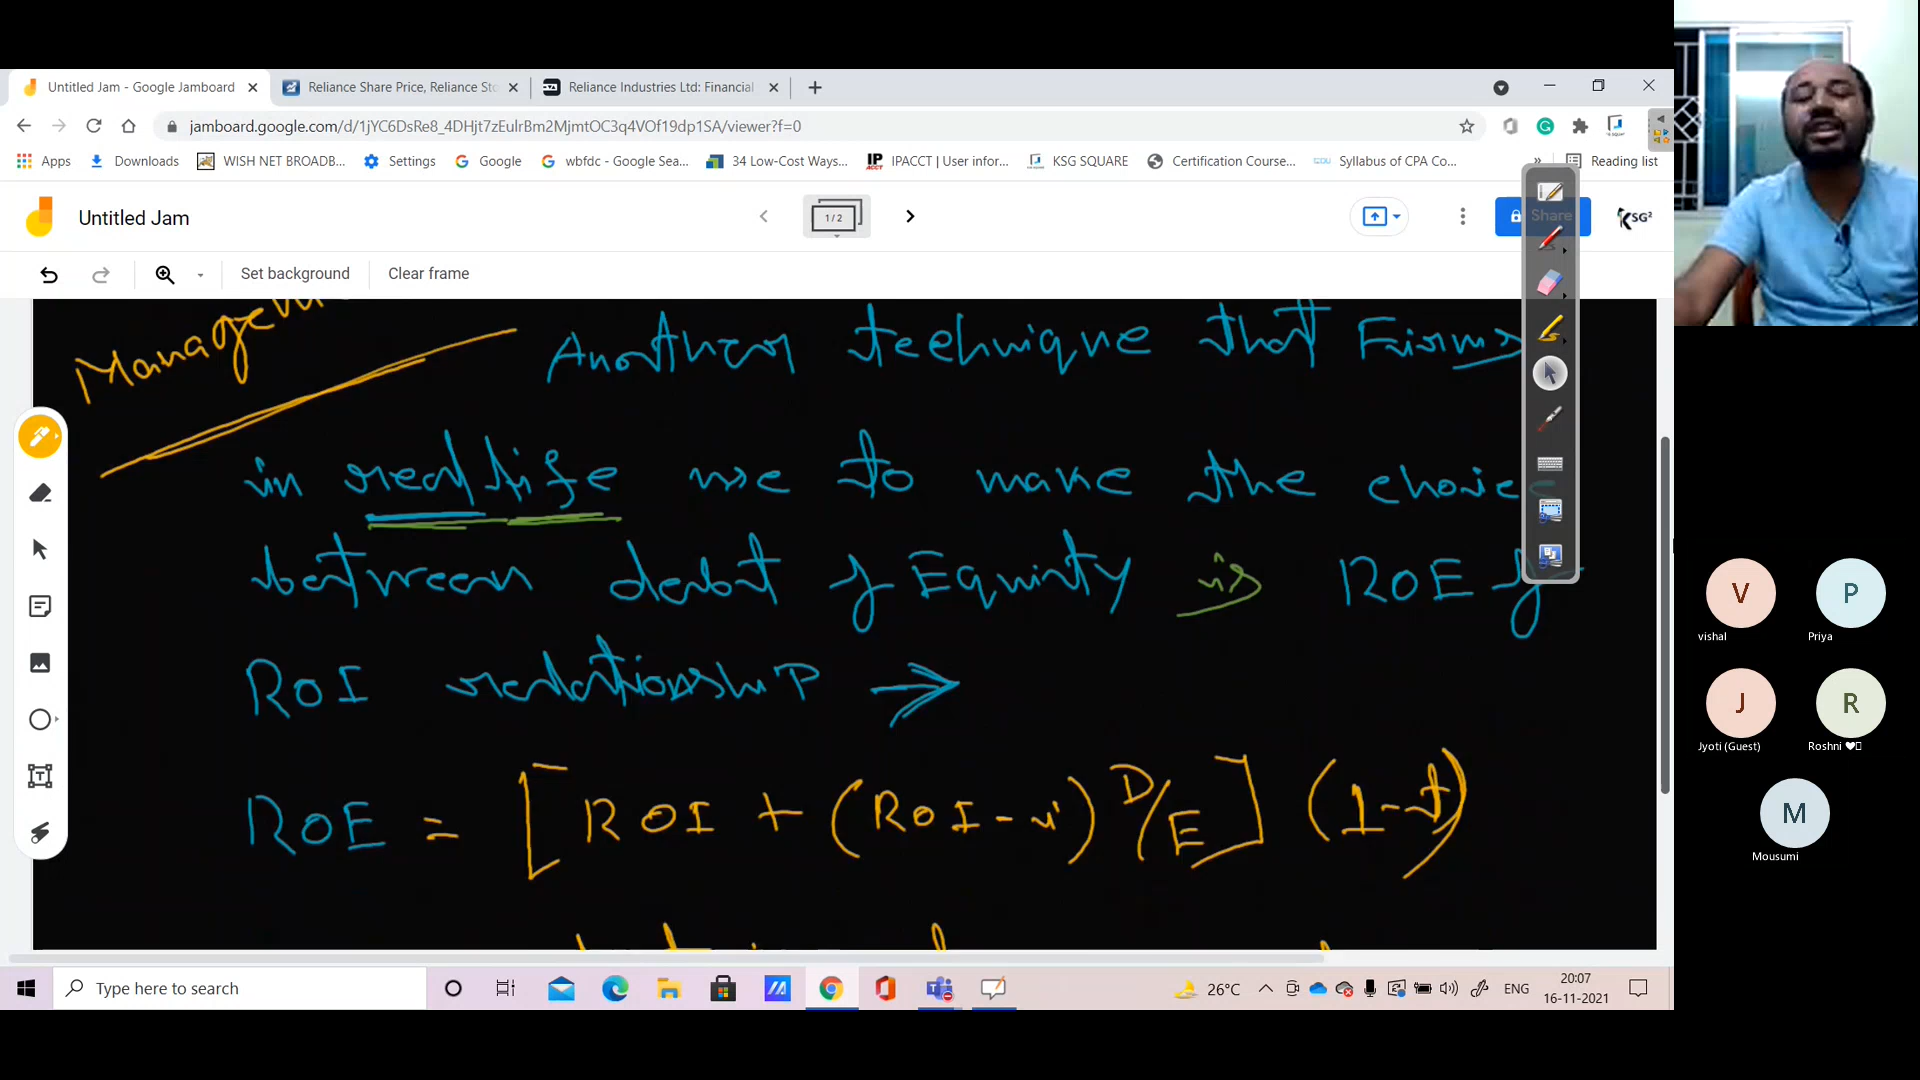 Untitled Jam - Google Jamboard
Reliance Share Price, Reliance Sto
Reliance Industries Ltd: Financial
jamboard.google.com/d/1jYC6DsRe8_4DHjt7zEulrBm2MjmtOC3q4VOf19dp1SA/viewer?f=0
Apps Downloads WISH NET BROADB... Settings Google wbfdc - Google Sea... 34 Low-Cost Ways... IPACCT | User infor... KSG SQUARE Certification Course... Syllabus of CPA Co... » Reading list
Untitled Jam 1 / 2 Share KSG²
Set background Clear frame
Another technique that Firms
in real life use to make the choice
between debt & Equity is ROE &
ROI relationship →
ROE = [ROI + (ROI - i) D/E] (1-t)
V P
vishal Priya
J R
Jyoti (Guest) Roshni ❤
M
Mousumi
Type here to search
26°C
ENG
20:07
16-11-2021